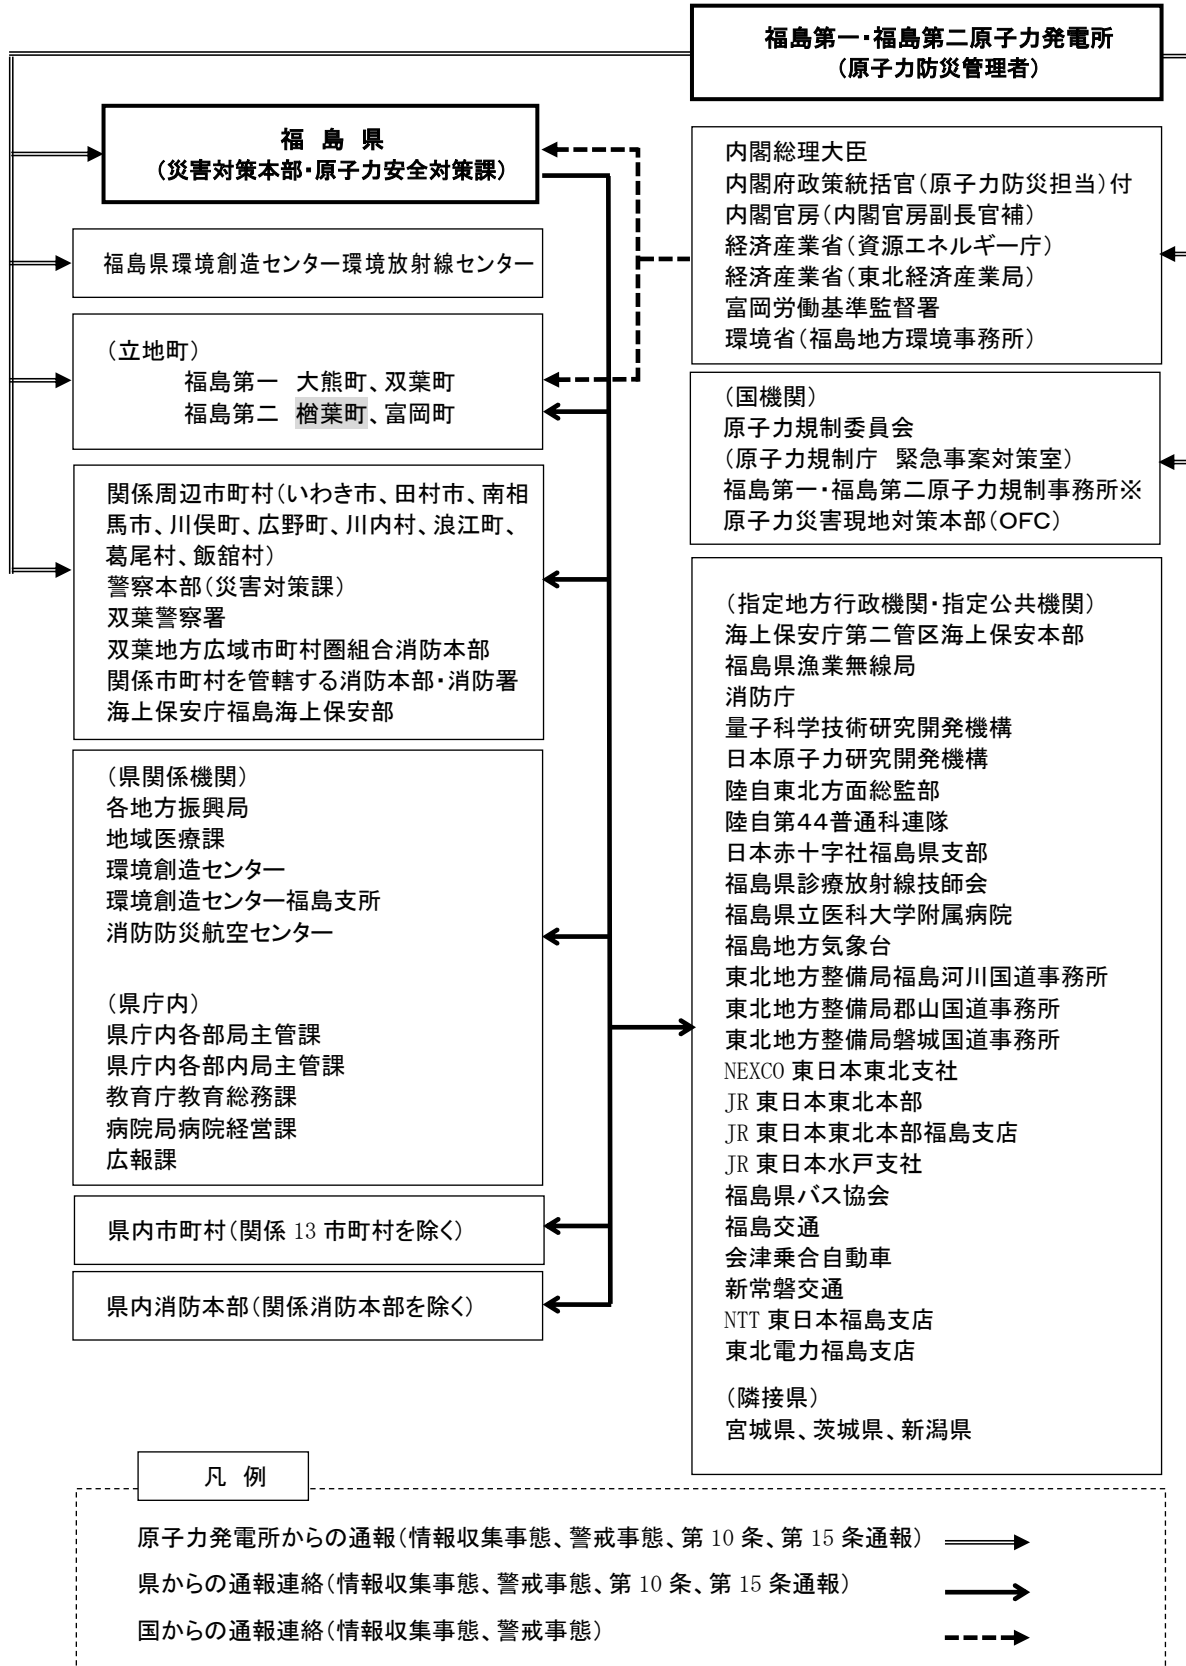 福島第一・福島第二原子力発電所
（原子力防災管理者）
福 島 県
（災害対策本部・原子力安全対策課）
福島県環境創造センター環境放射線センター
（立地町）
福島第一 大熊町、双葉町
福島第二 楢葉町、富岡町
関係周辺市町村（いわき市、田村市、南相
馬市、川俣町、広野町、川内村、浪江町、
葛尾村、飯舘村）
警察本部（災害対策課）
双葉警察署
双葉地方広域市町村圏組合消防本部
関係市町村を管轄する消防本部・消防署
海上保安庁福島海上保安部
（県関係機関）
各地方振興局
地域医療課
環境創造センター
環境創造センター福島支所
消防防災航空センター
（県庁内）
県庁内各部局主管課
県庁内各部内局主管課
教育庁教育総務課
病院局病院経営課
広報課
県内市町村（関係 13 市町村を除く）
県内消防本部（関係消防本部を除く）
内閣総理大臣
内閣府政策統括官（原子力防災担当）付
内閣官房（内閣官房副長官補）
経済産業省（資源エネルギー庁）
経済産業省（東北経済産業局）
富岡労働基準監督署
環境省（福島地方環境事務所）
（国機関）
原子力規制委員会
（原子力規制庁 緊急事案対策室）
福島第一・福島第二原子力規制事務所※
原子力災害現地対策本部（OFC）
（指定地方行政機関・指定公共機関）
海上保安庁第二管区海上保安本部
福島県漁業無線局
消防庁
量子科学技術研究開発機構
日本原子力研究開発機構
陸自東北方面総監部
陸自第44普通科連隊
日本赤十字社福島県支部
福島県診療放射線技師会
福島県立医科大学附属病院
福島地方気象台
東北地方整備局福島河川国道事務所
東北地方整備局郡山国道事務所
東北地方整備局磐城国道事務所
NEXCO 東日本東北支社
JR 東日本東北本部
JR 東日本東北本部福島支店
JR 東日本水戸支社
福島県バス協会
福島交通
会津乗合自動車
新常磐交通
NTT 東日本福島支店
東北電力福島支店
（隣接県）
宮城県、茨城県、新潟県
凡 例
原子力発電所からの通報（情報収集事態、警戒事態、第 10 条、第 15 条通報）
県からの通報連絡（情報収集事態、警戒事態、第 10 条、第 15 条通報）
国からの通報連絡（情報収集事態、警戒事態）